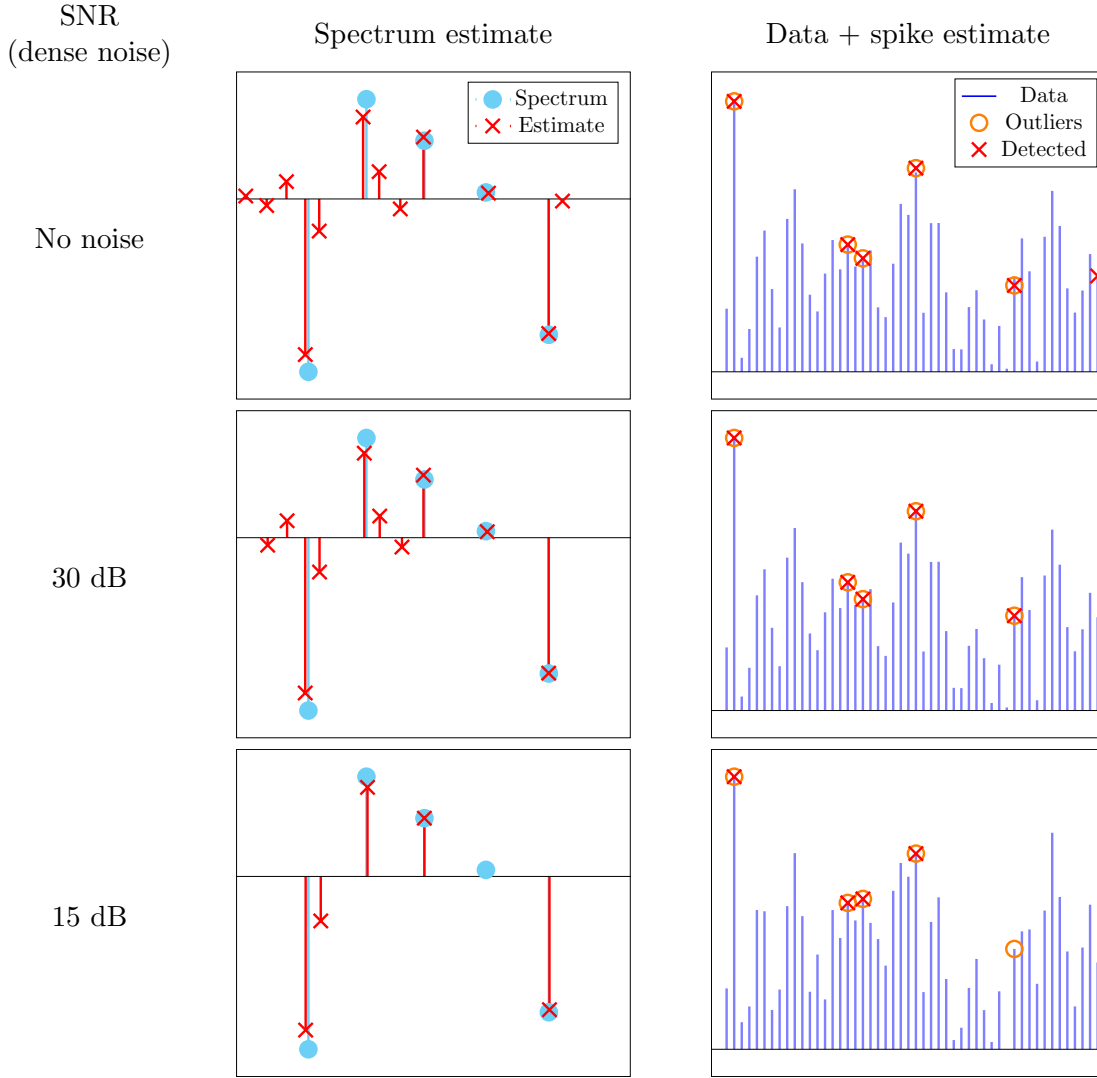 SNR
(dense noise)
Spectrum estimate
Data + spike estimate
Spectrum
Estimate
Data
Outliers
Detected
No noise
30 dB
15 dB